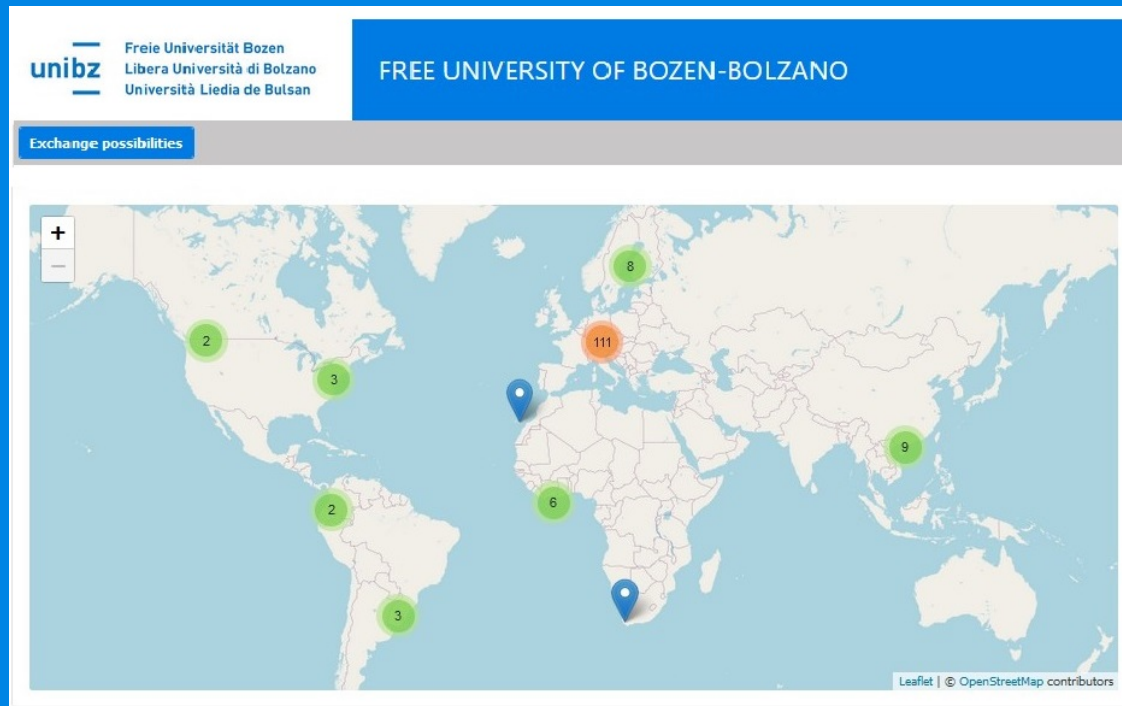 unibz
Freie Universität Bozen
Libera Università di Bolzano
Università Liedia de Bulsan
FREE UNIVERSITY OF BOZEN-BOLZANO
Exchange possibilities
+
−
8
2
111
3
9
2
6
3
Leaflet | © OpenStreetMap contributors